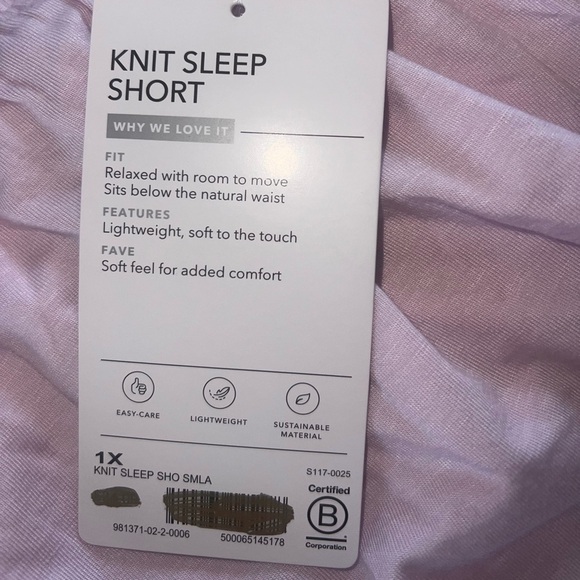 KNIT SLEEP
SHORT
WHY WE LOVE IT
FIT
Relaxed with room to move
Sits below the natural waist
FEATURES
Lightweight, soft to the touch
FAVE
Soft feel for added comfort
EASY-CARE
LIGHTWEIGHT
SUSTAINABLE
MATERIAL
1X
KNIT SLEEP SHO SMLA
S117-0025
Certified
B
Corporation
981371-02-2-0006
500065145178